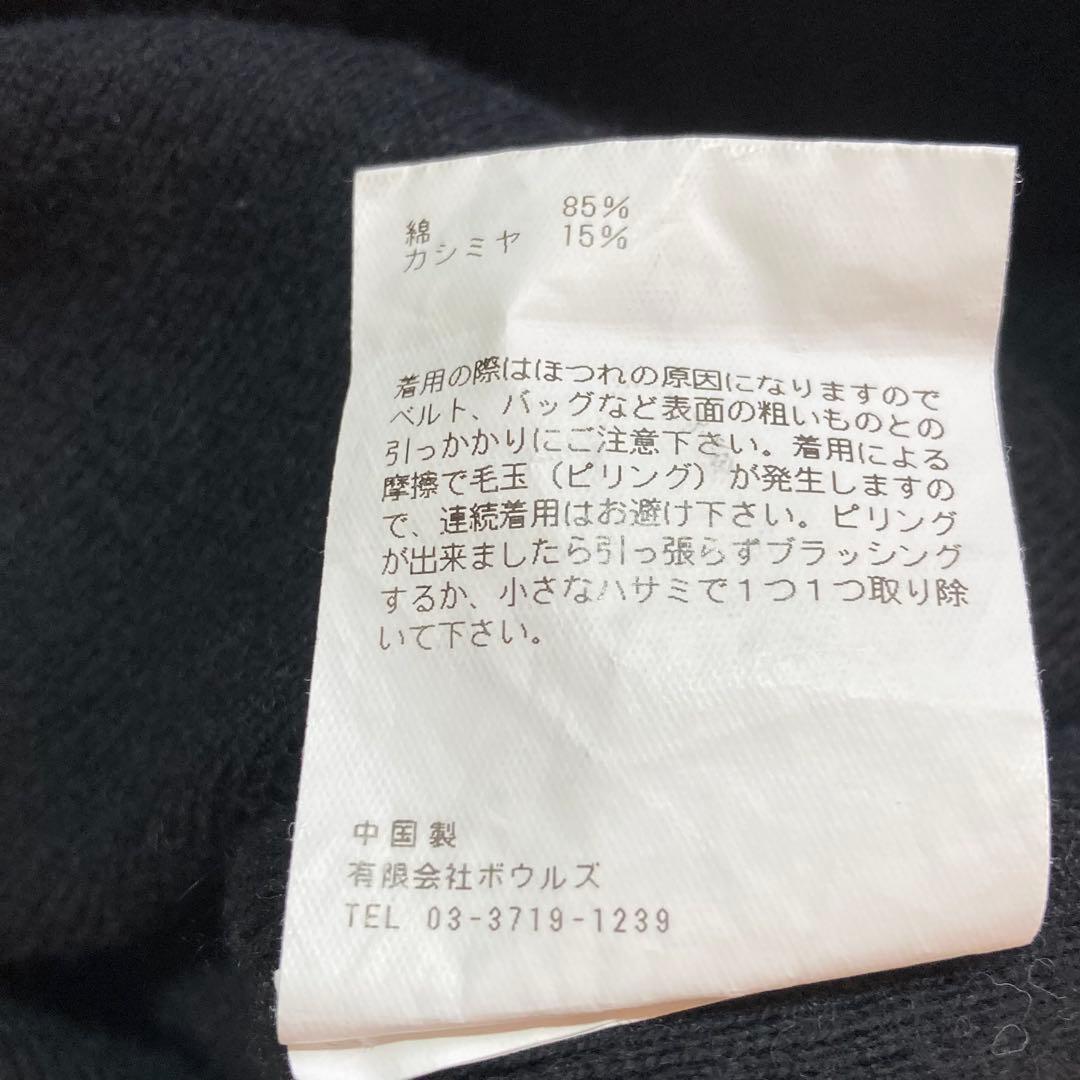 綿 85%
カシミヤ 15%
着用の際はほつれの原因になりますので
ベルト、バッグなど表面の粗いものとの
引っかかりにご注意下さい。着用による
摩擦で毛玉（ピリング）が発生しますの
で、連続着用はお避け下さい。ピリング
が出来ましたら引っ張らずブラッシング
するか、小さなハサミで１つ１つ取り除
いて下さい。
中国製
有限会社ボウルズ
TEL 03-3719-1239